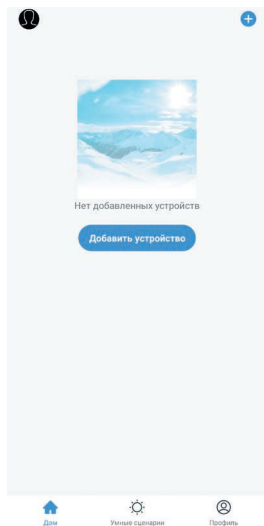 Нет добавленных устройств
Добавить устройство
Дом
Умные сценарии
Профиль